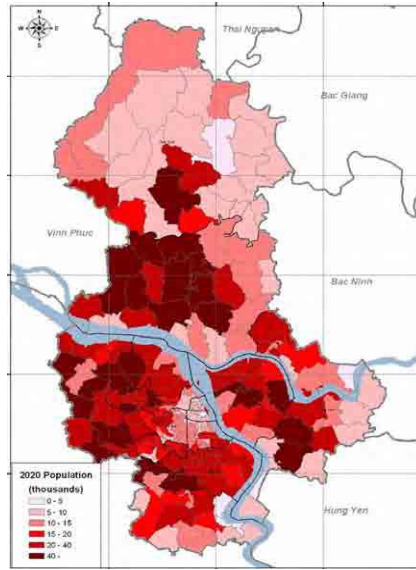 N
W E
S
Thai Nguyen
Bac Giang
Vinh Phuc
Bac Ninh
Hung Yen
2020 Population
(thousands)
0 - 5
5 - 10
10 - 15
15 - 20
20 - 40
40 -